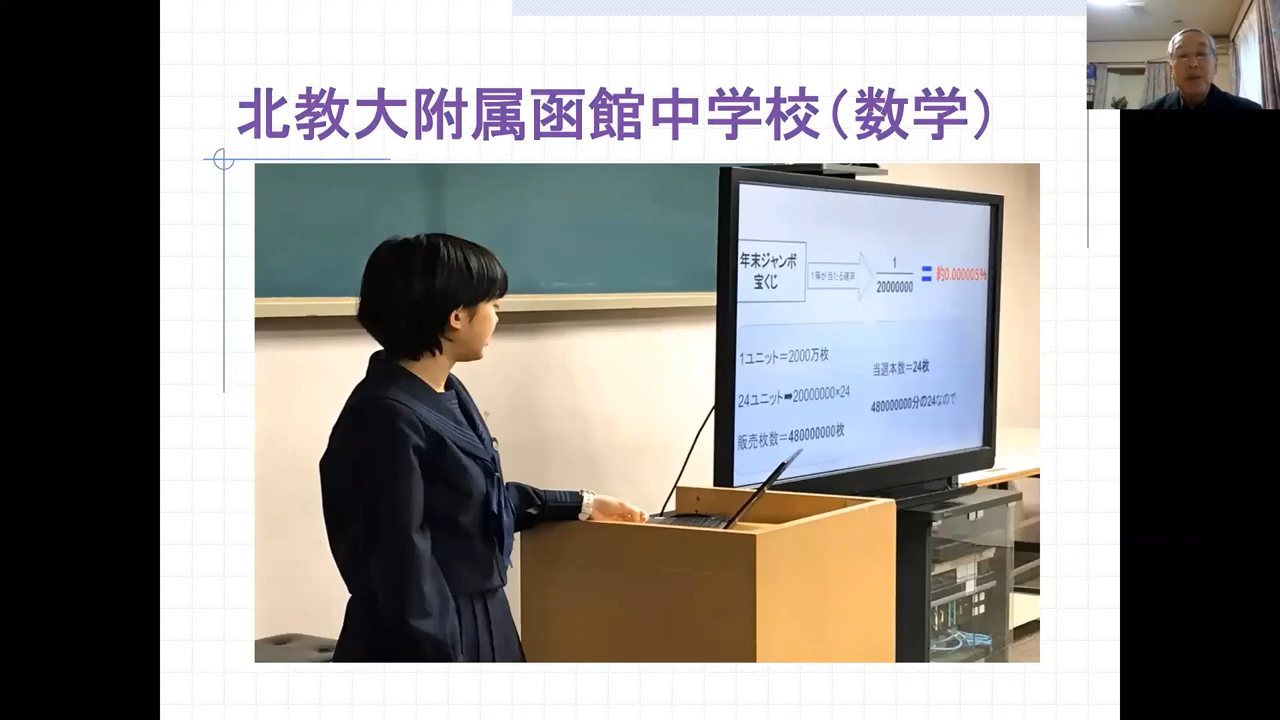 北教大附属函館中学校(数学)
年末ジャンボ
宝くじ
1等が当たる確率
1
20000000
=
約0.000005%
1ユニット=2000万枚
24ユニット➡20000000×24
販売枚数=480000000枚
当選本数=24枚
480000000分の24なので